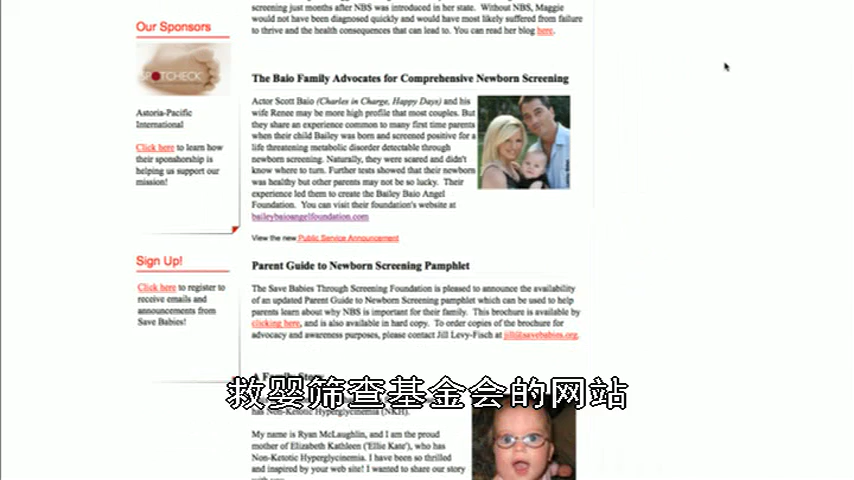 Our Sponsors
SPOTCHECK
Astoria-Pacific
International
Click here to learn how
their sponsorship is
helping us support our
mission!
Sign Up!
Click here to register to
receive emails and
announcements from
Save Babies!
screening just months after NBS was introduced in her state. Without NBS, Maggie
would not have been diagnosed quickly and would have most likely suffered from failure
to thrive and the health consequences that can lead to. You can read her blog here.
The Baio Family Advocates for Comprehensive Newborn Screening
Actor Scott Baio (Charles in Charge, Happy Days) and his
wife Renee may be more high profile that most couples. But
they share an experience common to many first time parents
when their child Bailey was born and screened positive for a
life threatening metabolic disorder detectable through
newborn screening. Naturally, they were scared and didn't
know where to turn. Further tests showed that their newborn
was healthy but other parents may not be so lucky. Their
experience led them to create the Bailey Baio Angel
Foundation. You can visit their foundation's website at
baileybaioangelfoundation.com
View the new Public Service Announcement
Parent Guide to Newborn Screening Pamphlet
The Save Babies Through Screening Foundation is pleased to announce the availability
of an updated Parent Guide to Newborn Screening pamphlet which can be used to help
parents learn about why NBS is important for their family. This brochure is available by
clicking here, and is also available in hard copy. To order copies of the brochure for
advocacy and awareness purposes, please contact Jill Levy-Fisch at jill@savebabies.org.
A Family Story
救婴筛查基金会的网站
has Non-Ketotic Hyperglycinemia (NKH).
My name is Ryan McLaughlin, and I am the proud
mother of Elizabeth Kathleen ('Ellie Kate'), who has
Non-Ketotic Hyperglycinemia. I have been so thrilled
and inspired by your web site! I wanted to share our story